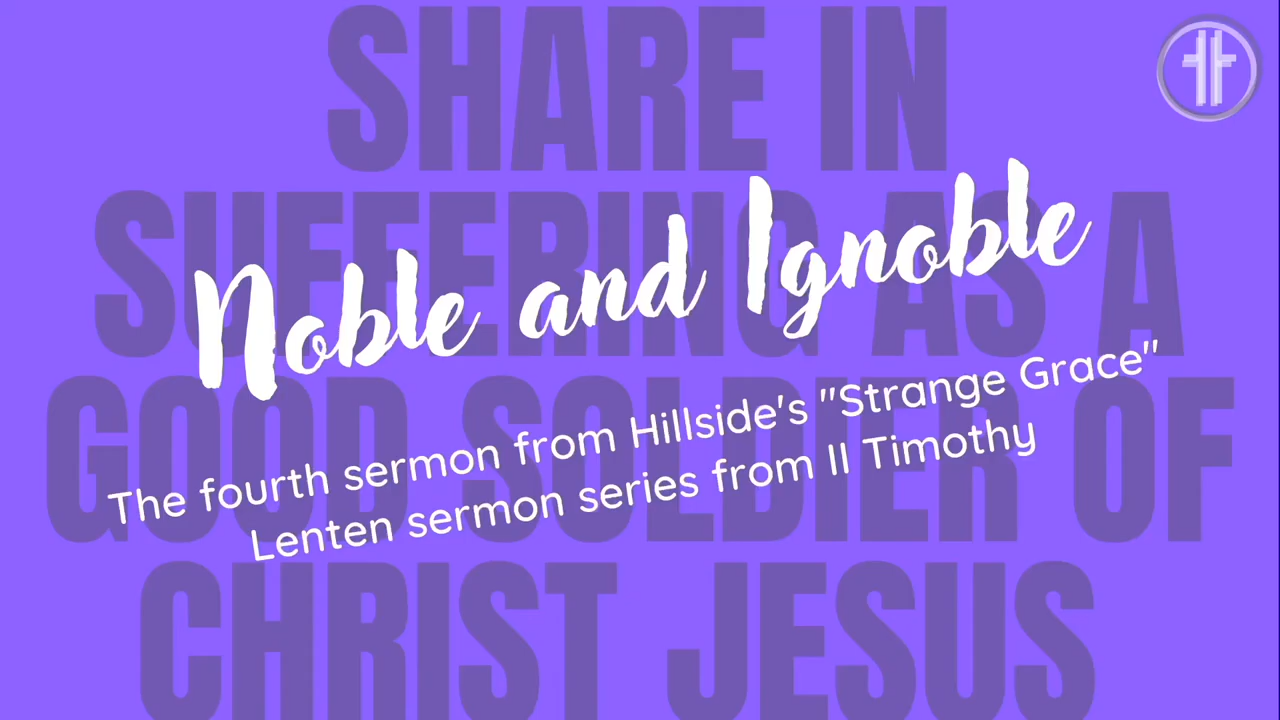 SHARE IN
SUFFERING AS A
GOOD SOLDIER OF
CHRIST JESUS
Noble and Ignoble
The fourth sermon from Hillside's "Strange Grace"
Lenten sermon series from II Timothy